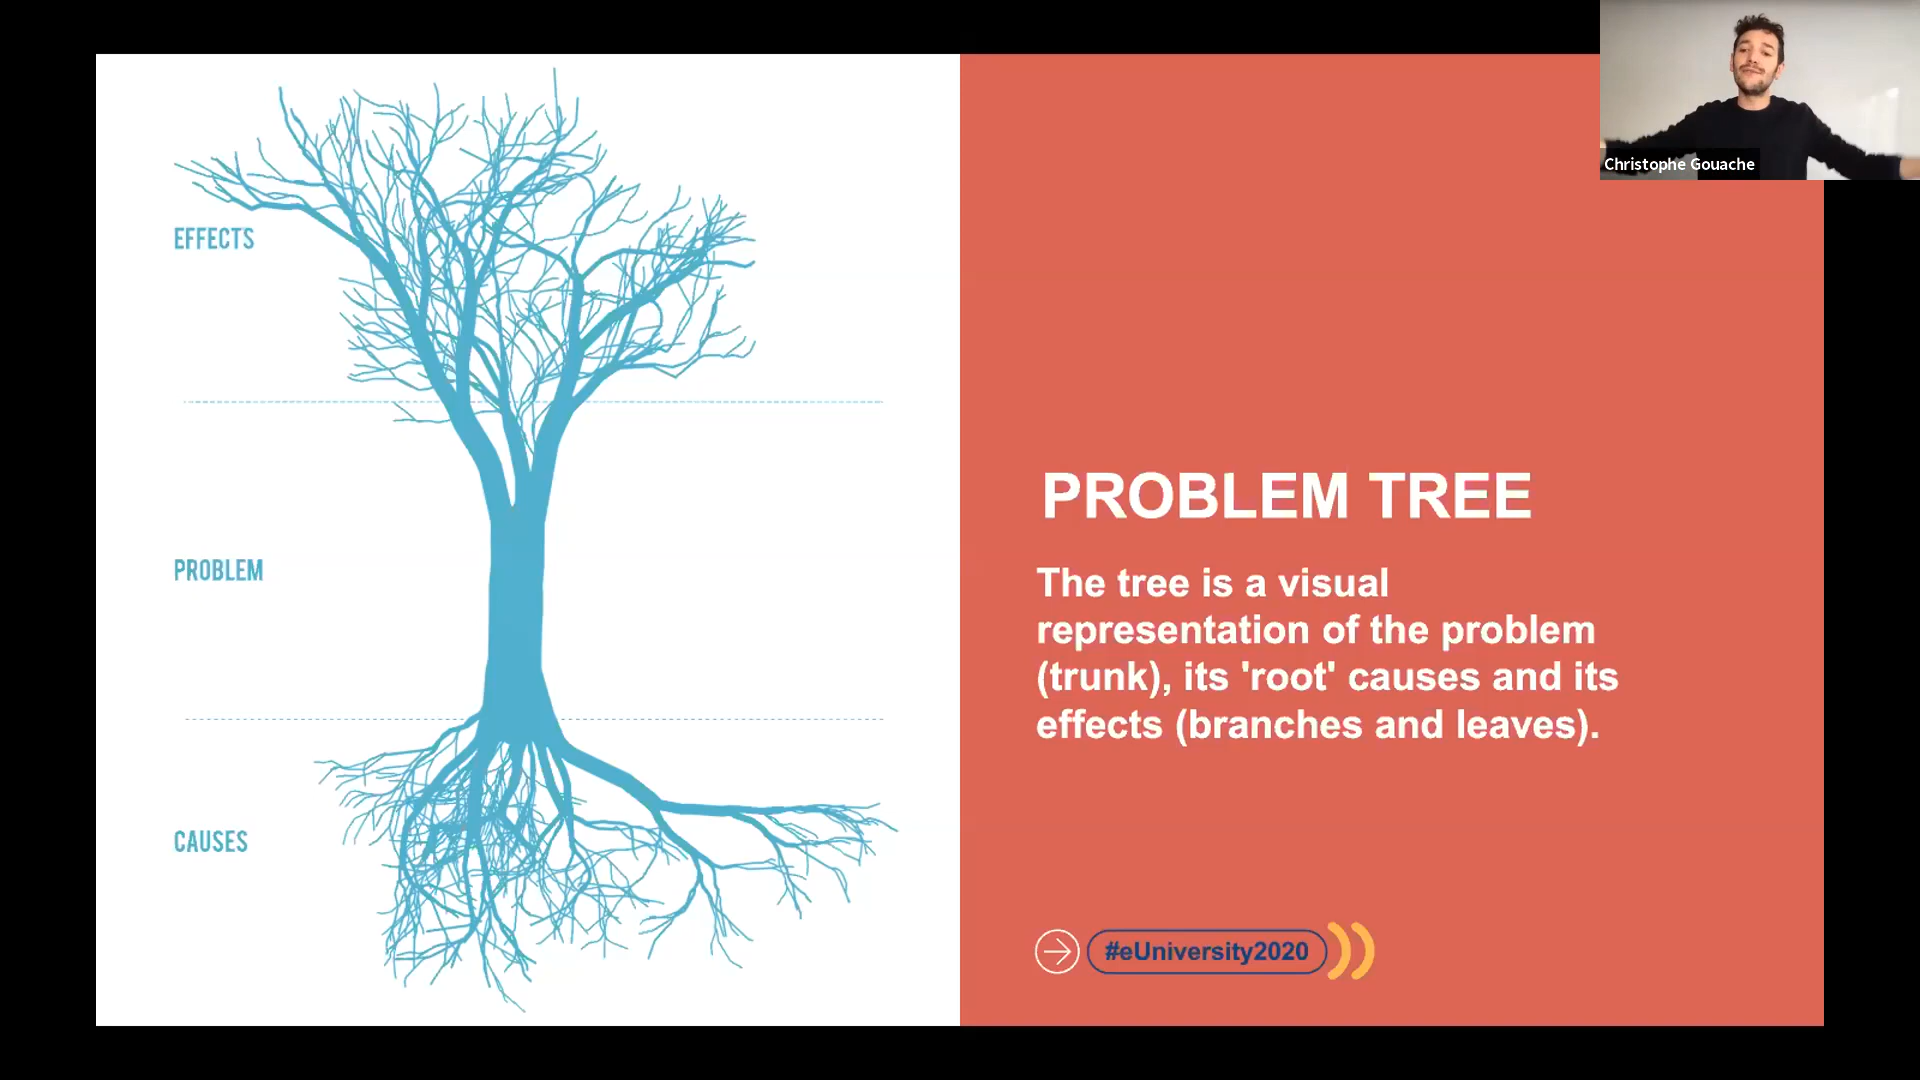 Christophe Gouache
EFFECTS
PROBLEM
CAUSES
PROBLEM TREE
The tree is a visual
representation of the problem
(trunk), its 'root' causes and its
effects (branches and leaves).
#eUniversity2020